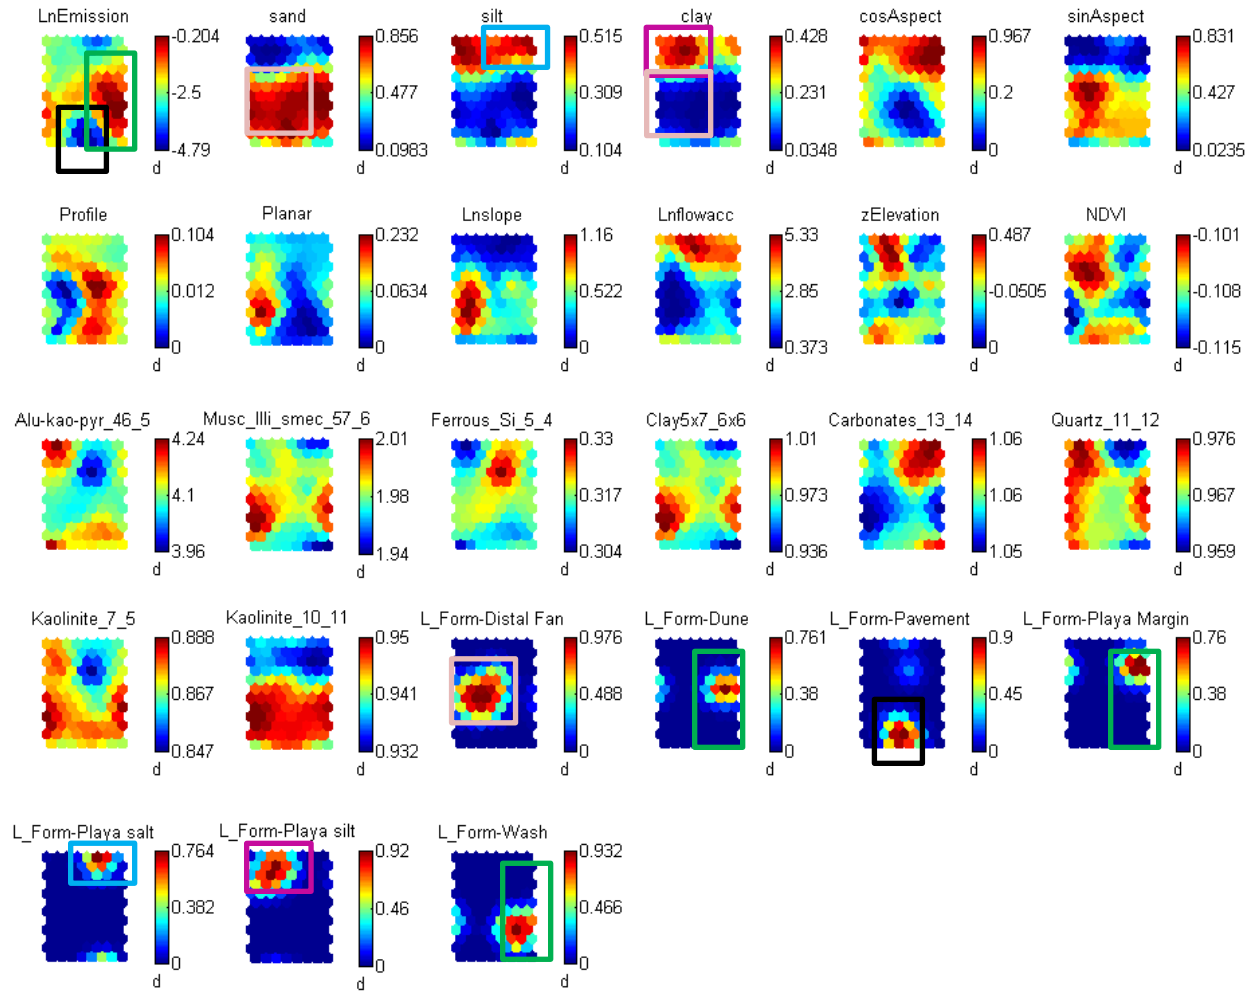 LnEmission
-0.204
-2.5
-4.79
d
sand
0.856
0.477
0.0983
d
silt
0.515
0.309
0.104
d
clay
0.428
0.231
0.0348
d
cosAspect
0.967
0.2
0
d
sinAspect
0.831
0.427
0.0235
d
Profile
0.104
0.012
0
d
Planar
0.232
0.0634
0
d
Lnslope
1.16
0.522
0
d
Lnflowacc
5.33
2.85
0.373
d
zElevation
0.487
-0.0505
0
d
NDVI
-0.101
-0.108
-0.115
d
Alu-kao-pyr_46_5
4.24
4.1
3.96
d
Musc_Illi_smec_57_6
2.01
1.98
1.94
d
Ferrous_Si_5_4
0.33
0.317
0.304
d
Clay5x7_6x6
1.01
0.973
0.936
d
Carbonates_13_14
1.06
1.06
1.05
d
Quartz_11_12
0.976
0.967
0.959
d
Kaolinite_7_5
0.888
0.867
0.847
d
Kaolinite_10_11
0.95
0.941
0.932
d
L_Form-Distal Fan
0.976
0.488
0
d
L_Form-Dune
0.761
0.38
0
d
L_Form-Pavement
0.9
0.45
0
d
L_Form-Playa Margin
0.76
0.38
0
d
L_Form-Playa salt
0.764
0.382
0
d
L_Form-Playa silt
0.92
0.46
0
d
L_Form-Wash
0.932
0.466
0
d